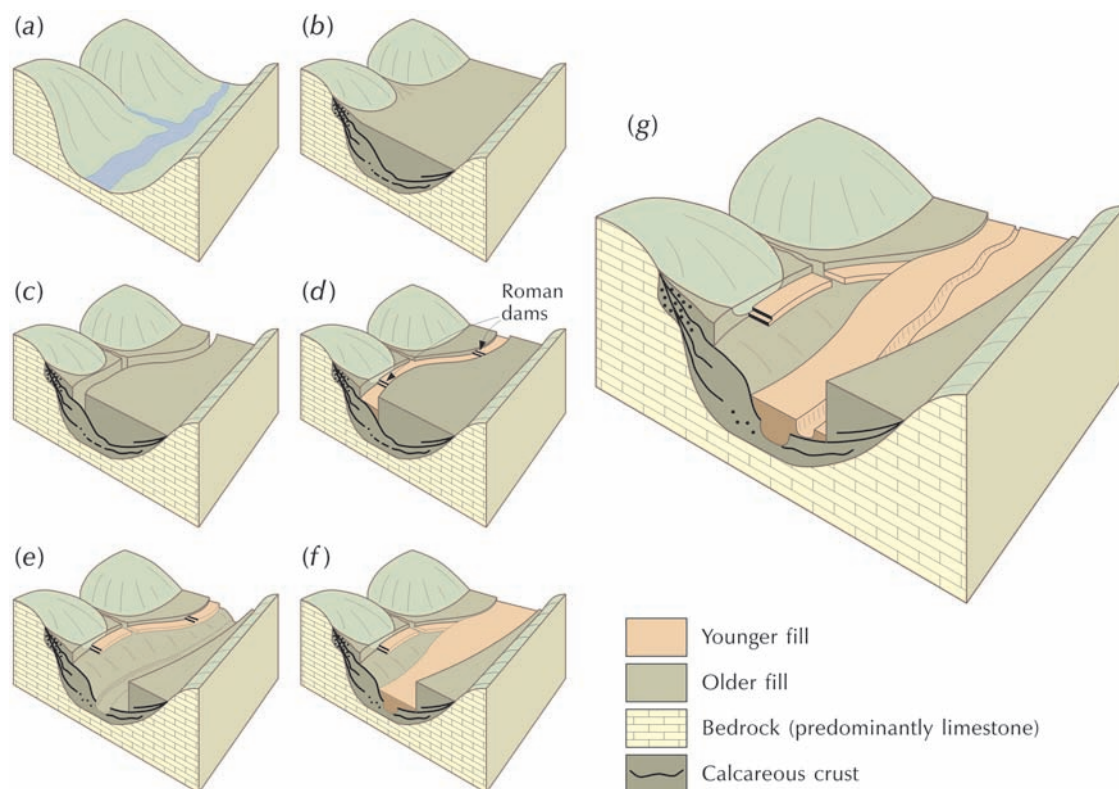 (a)
(b)
(c)
(d)
Roman
dams
(e)
(f)
(g)
Younger fill
Older fill
Bedrock (predominantly limestone)
Calcareous crust